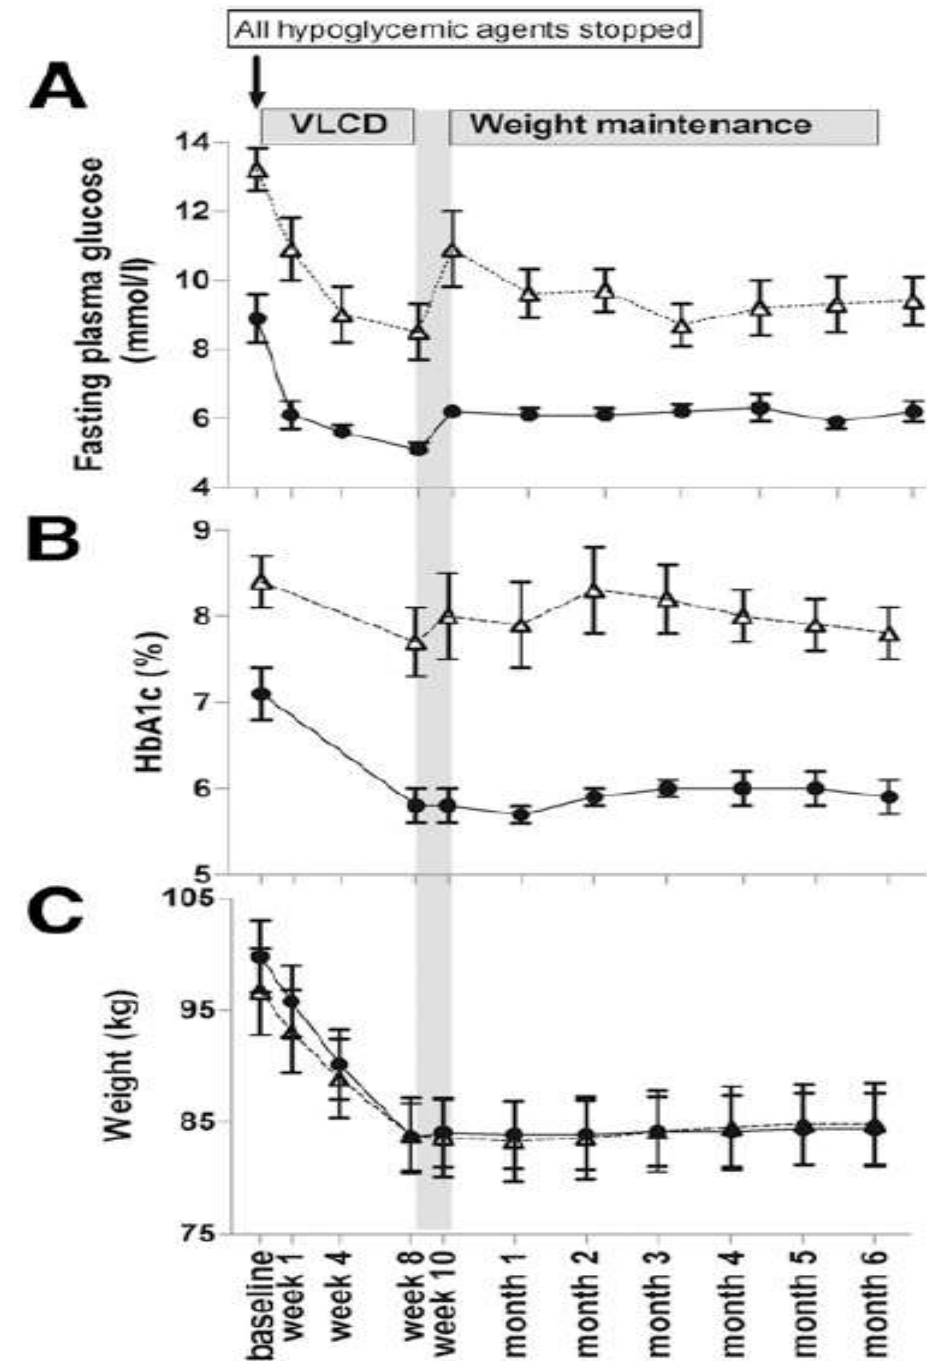 All hypoglycemic agents stopped
A
VLCD
Weight maintenance
Fasting plasma glucose
(mmol/l)
14
12
10
8
6
4
B
HbA1c (%)
9
8
7
6
5
C
Weight (kg)
105
95
85
75
baseline
week 1
week 4
week 8
week 10
month 1
month 2
month 3
month 4
month 5
month 6